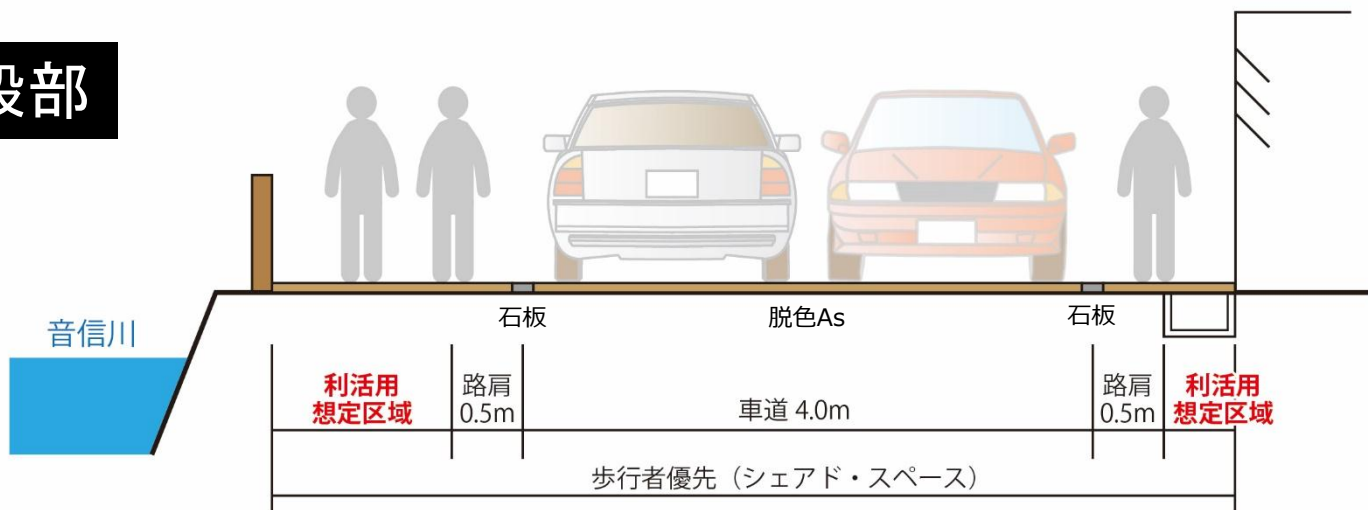 段部
音信川
石板
脱色As
石板
利活用
想定区域
路肩
0.5m
車道 4.0m
路肩
0.5m
利活用
想定区域
歩行者優先（シェアド・スペース）